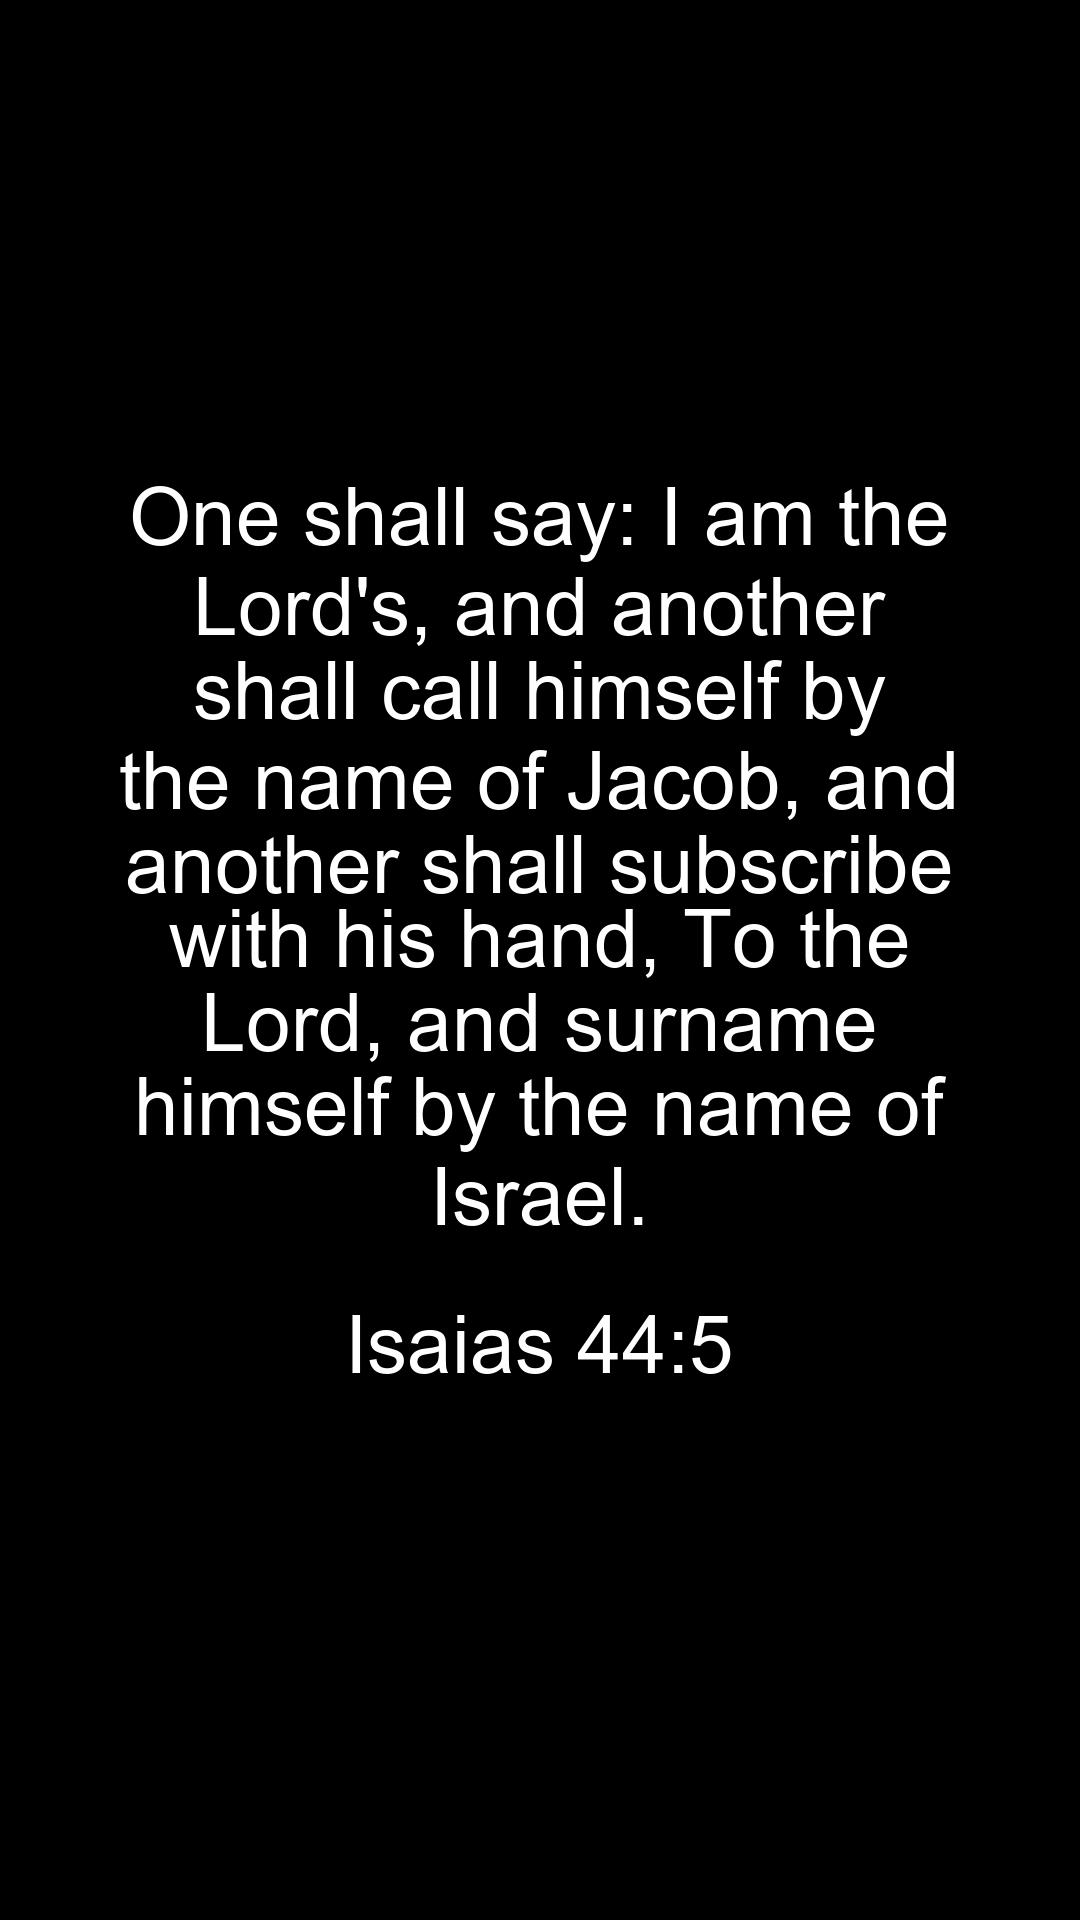 One shall say: I am the
Lord's, and another
shall call himself by
the name of Jacob, and
another shall subscribe
with his hand, To the
Lord, and surname
himself by the name of
Israel.
Isaias 44:5